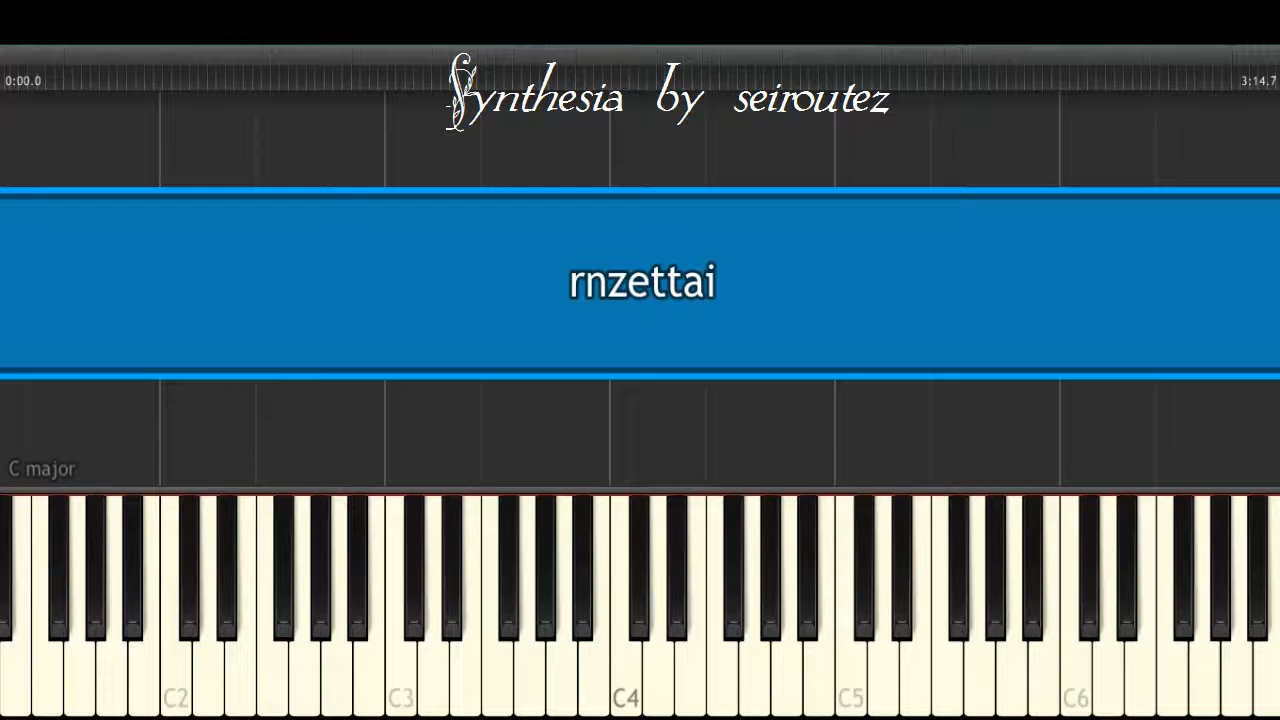 Synthesia by seiroutez
0:00.0 3:14.7
rnzettai
C major
C2 C3 C4 C5 C6